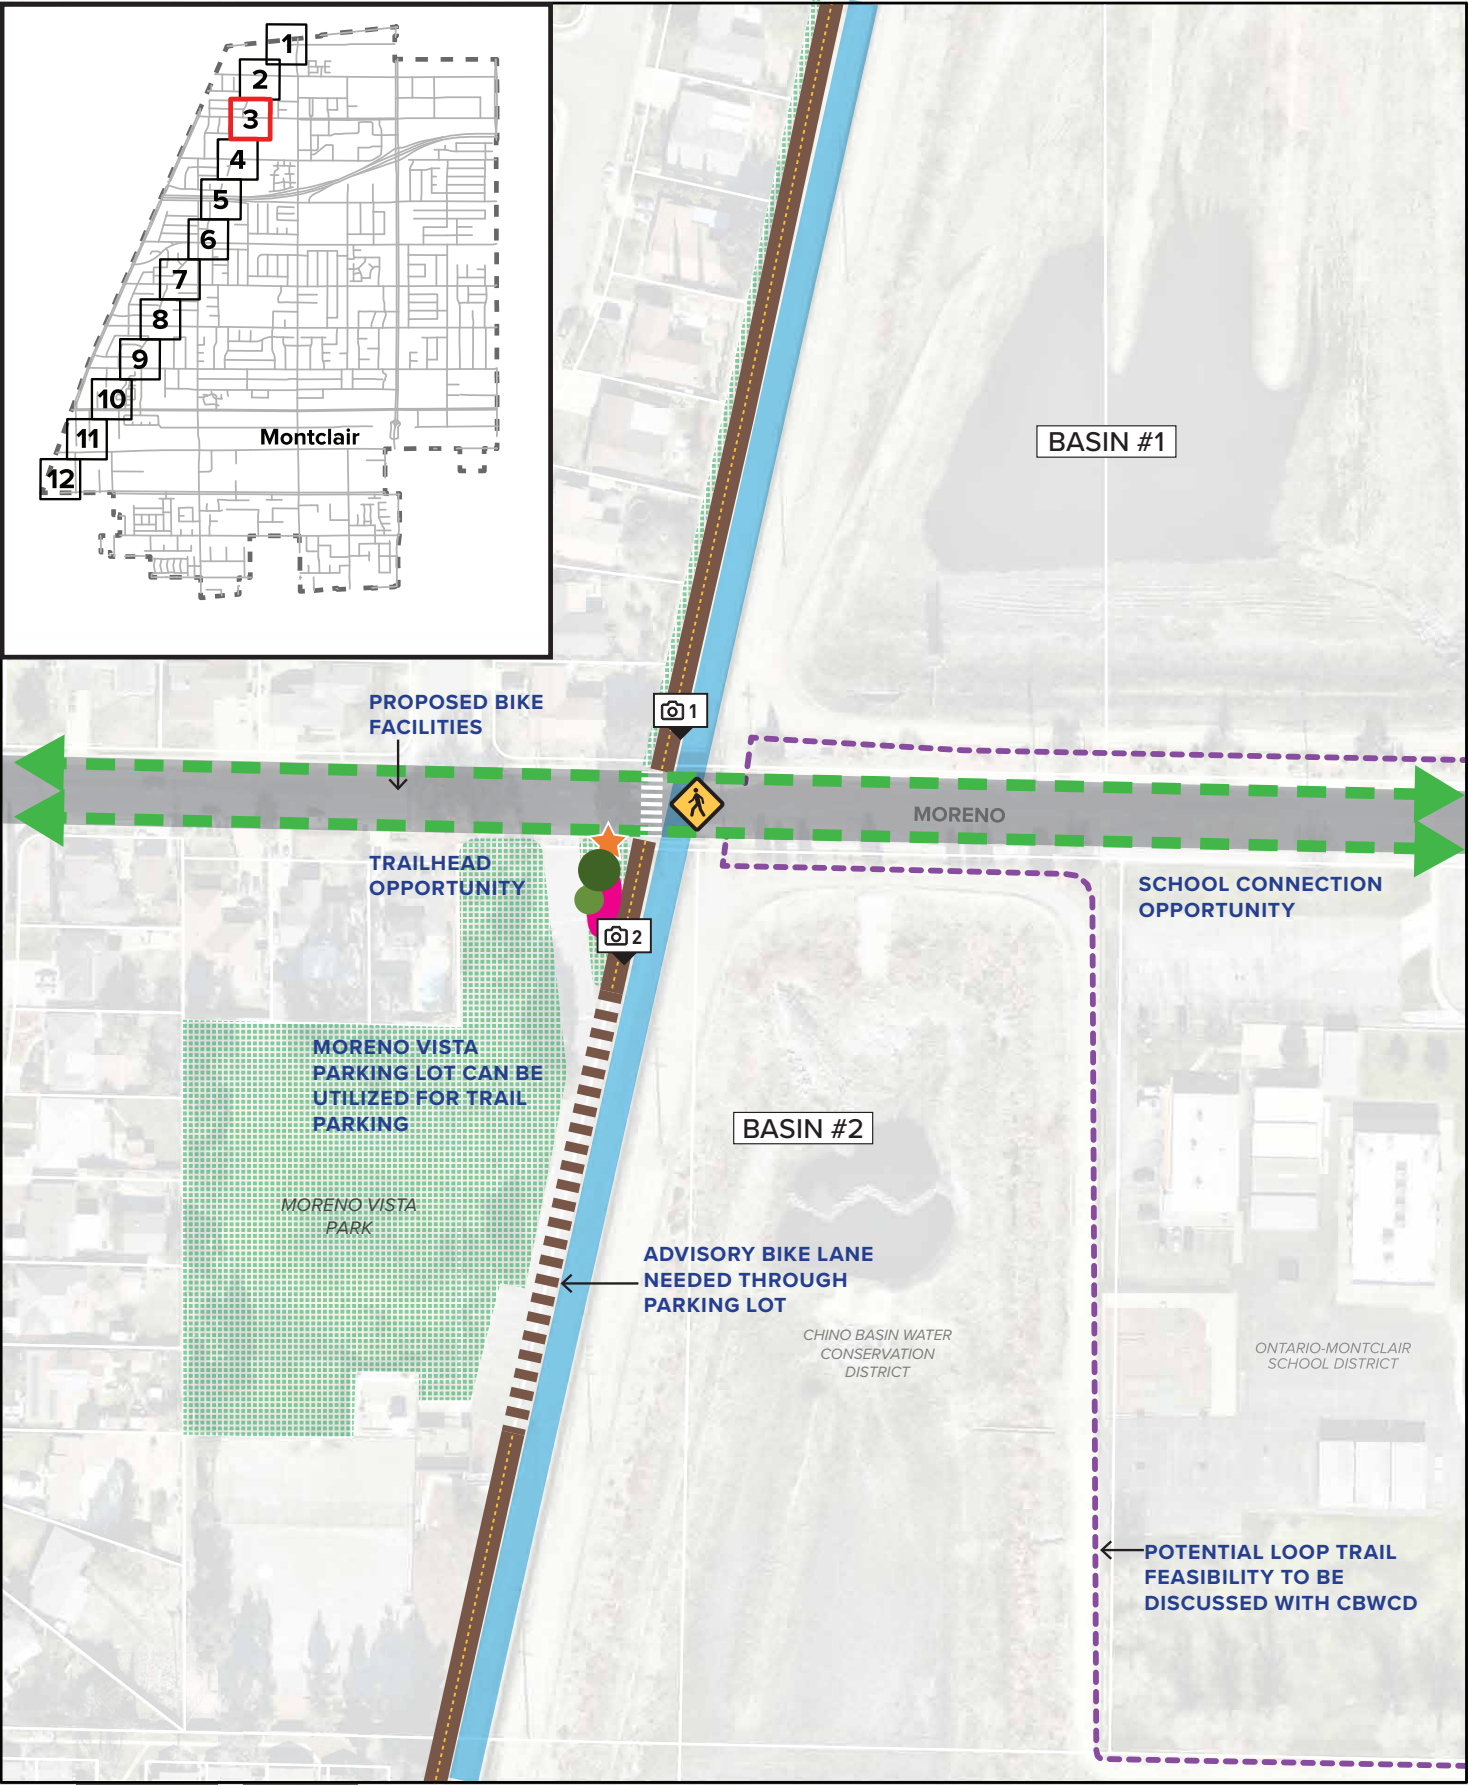 1
2
3
4
5
6
7
8
9
10
11
12
Montclair
BASIN #1
PROPOSED BIKE
FACILITIES
1
MORENO
TRAILHEAD
OPPORTUNITY
SCHOOL CONNECTION
OPPORTUNITY
2
MORENO VISTA
PARKING LOT CAN BE
UTILIZED FOR TRAIL
PARKING
BASIN #2
MORENO VISTA
PARK
ADVISORY BIKE LANE
NEEDED THROUGH
PARKING LOT
CHINO BASIN WATER
CONSERVATION
DISTRICT
ONTARIO-MONTCLAIR
SCHOOL DISTRICT
POTENTIAL LOOP TRAIL
FEASIBILITY TO BE
DISCUSSED WITH CBWCD